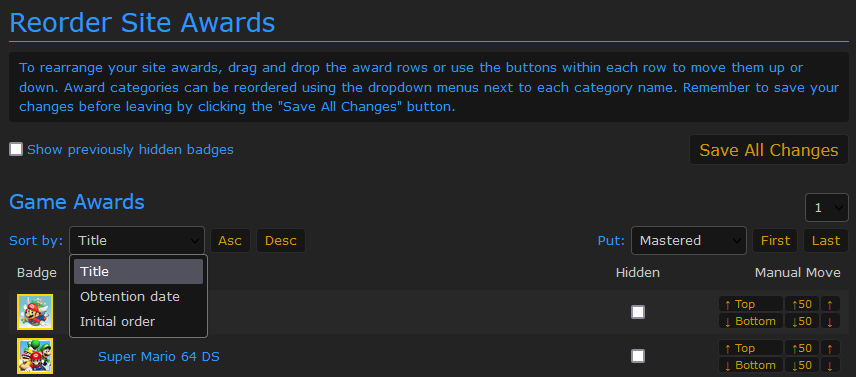 Reorder Site Awards
To rearrange your site awards, drag and drop the award rows or use the buttons within each row to move them up or
down. Award categories can be reordered using the dropdown menus next to each category name. Remember to save your
changes before leaving by clicking the "Save All Changes" button.
Show previously hidden badges
Save All Changes
Game Awards
1
Sort by: Title Asc Desc Put: Mastered First Last
Title
Obtention date
Initial order
Badge Hidden Manual Move
↑ Top ↑50 ↑
↓ Bottom ↓50 ↓
Super Mario 64 DS
↑ Top ↑50 ↑
↓ Bottom ↓50 ↓